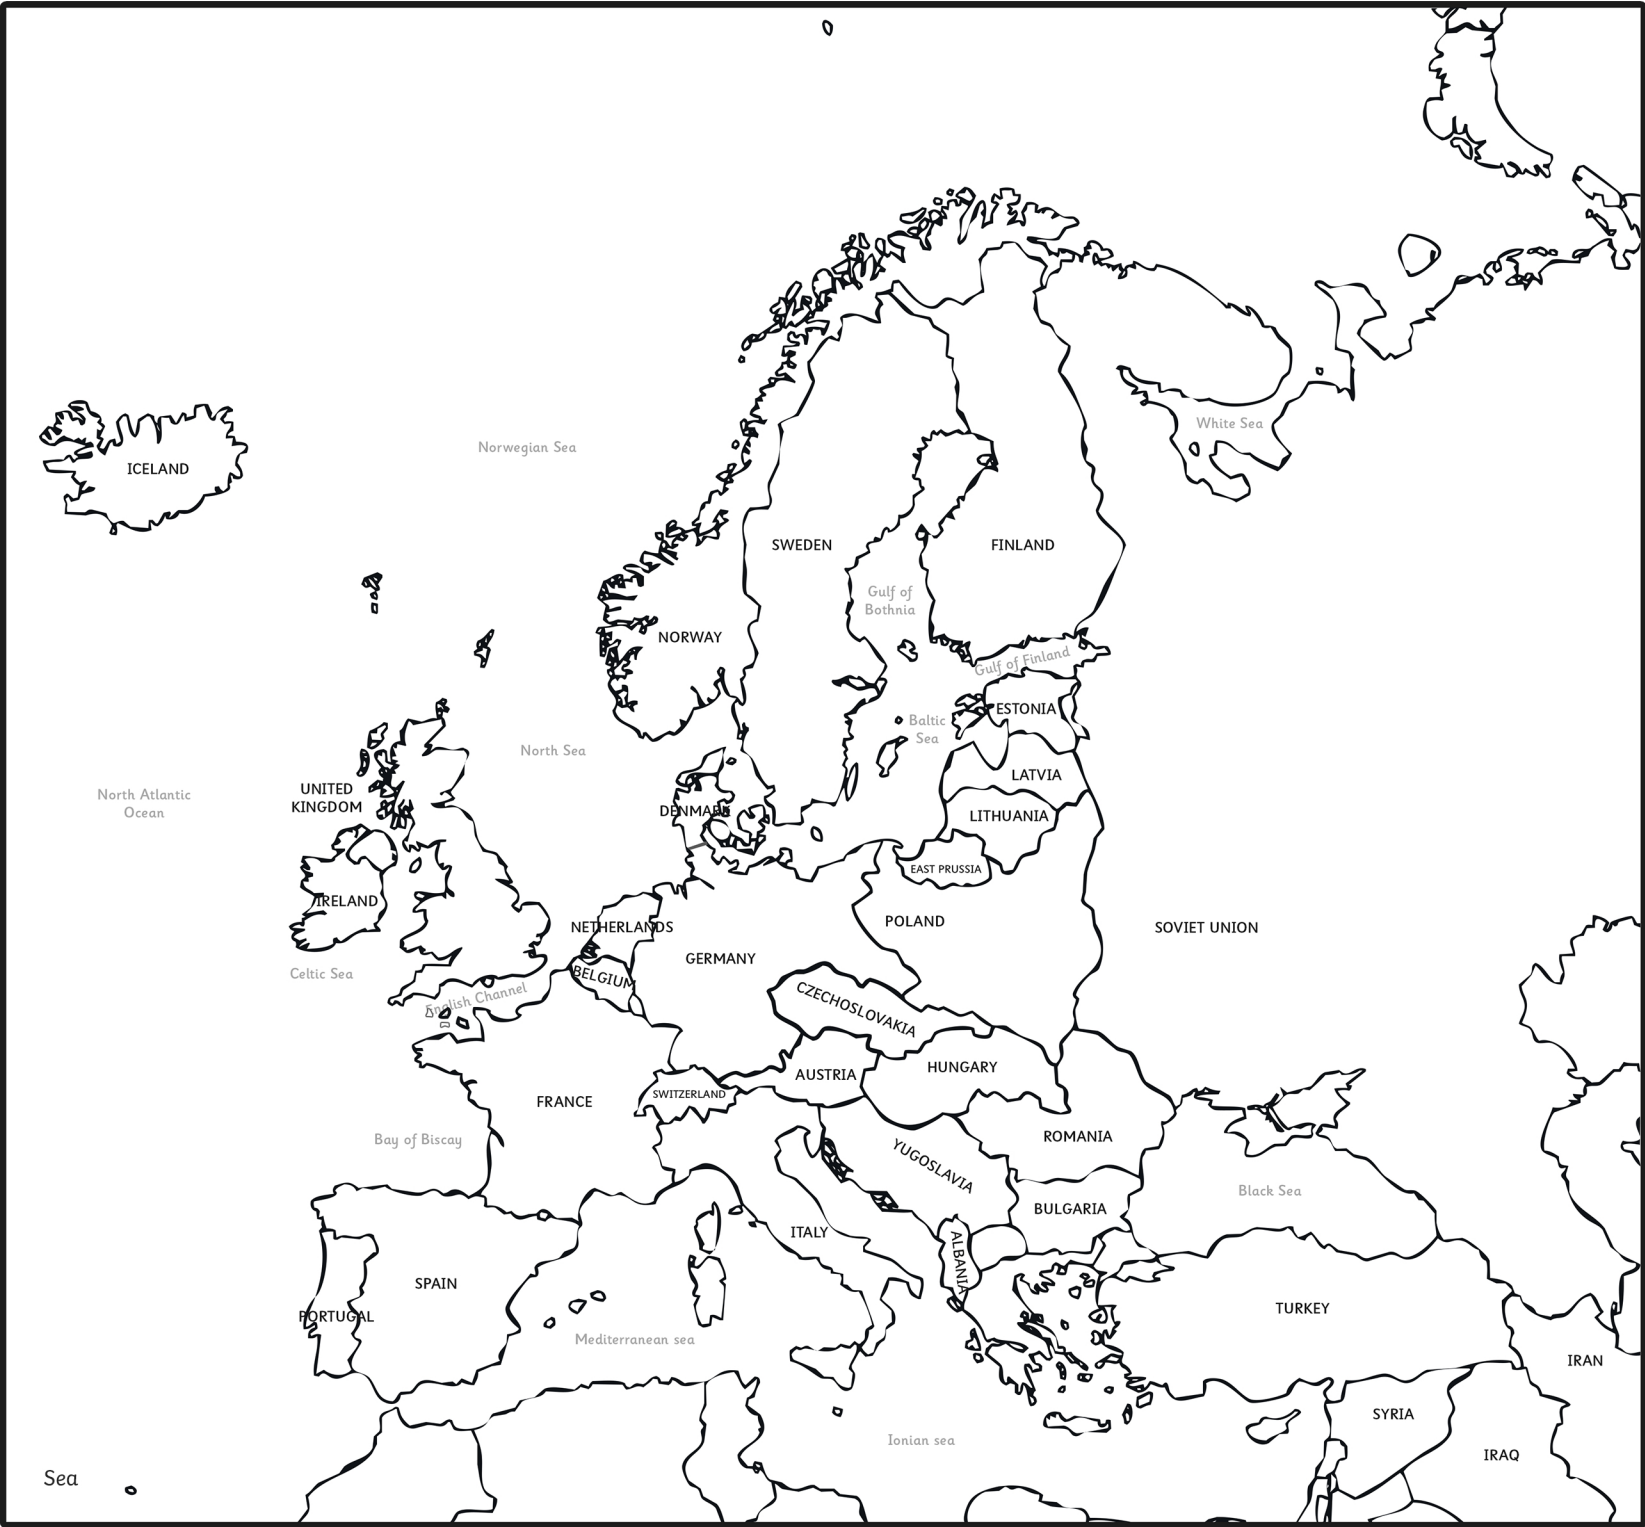 ICELAND
Norwegian Sea
White Sea
SWEDEN
FINLAND
Gulf of
Bothnia
NORWAY
Gulf of Finland
ESTONIA
Baltic
Sea
North Sea
LATVIA
North Atlantic
Ocean
UNITED
KINGDOM
DENMARK
LITHUANIA
EAST PRUSSIA
IRELAND
NETHERLANDS
POLAND
SOVIET UNION
GERMANY
Celtic Sea
BELGIUM
English Channel
CZECHOSLOVAKIA
AUSTRIA
HUNGARY
SWITZERLAND
FRANCE
ROMANIA
Bay of Biscay
YUGOSLAVIA
Black Sea
BULGARIA
ITALY
ALBANIA
SPAIN
PORTUGAL
TURKEY
Mediterranean sea
IRAN
SYRIA
Ionian sea
IRAQ
Sea